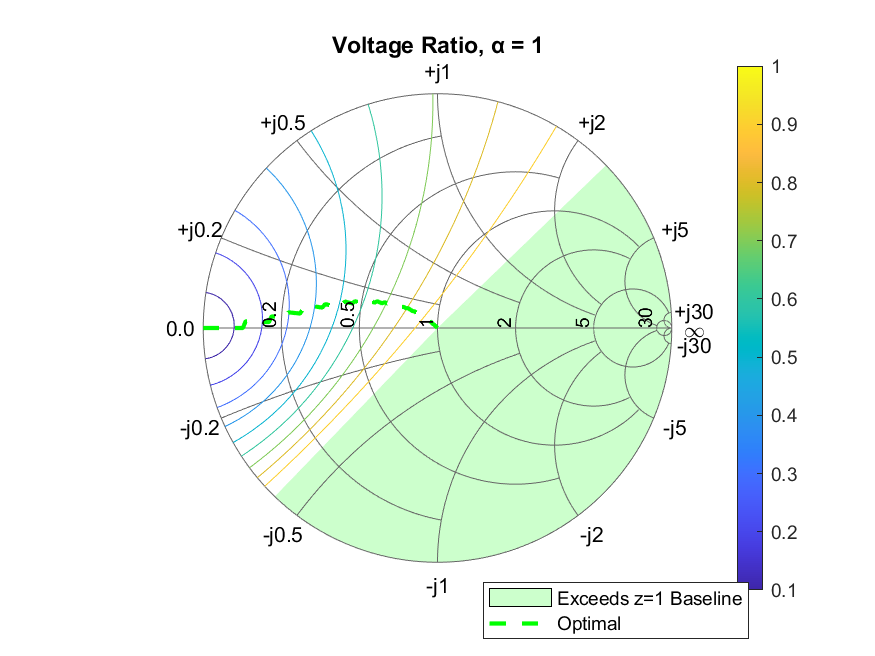 Voltage Ratio, α = 1
+j1
+j0.5
+j2
+j0.2
+j5
0.0
0.2
0.5
1
2
5
30
+j30
∞
-j30
-j0.2
-j5
-j0.5
-j2
-j1
1
0.9
0.8
0.7
0.6
0.5
0.4
0.3
0.2
0.1
Exceeds z=1 Baseline
Optimal